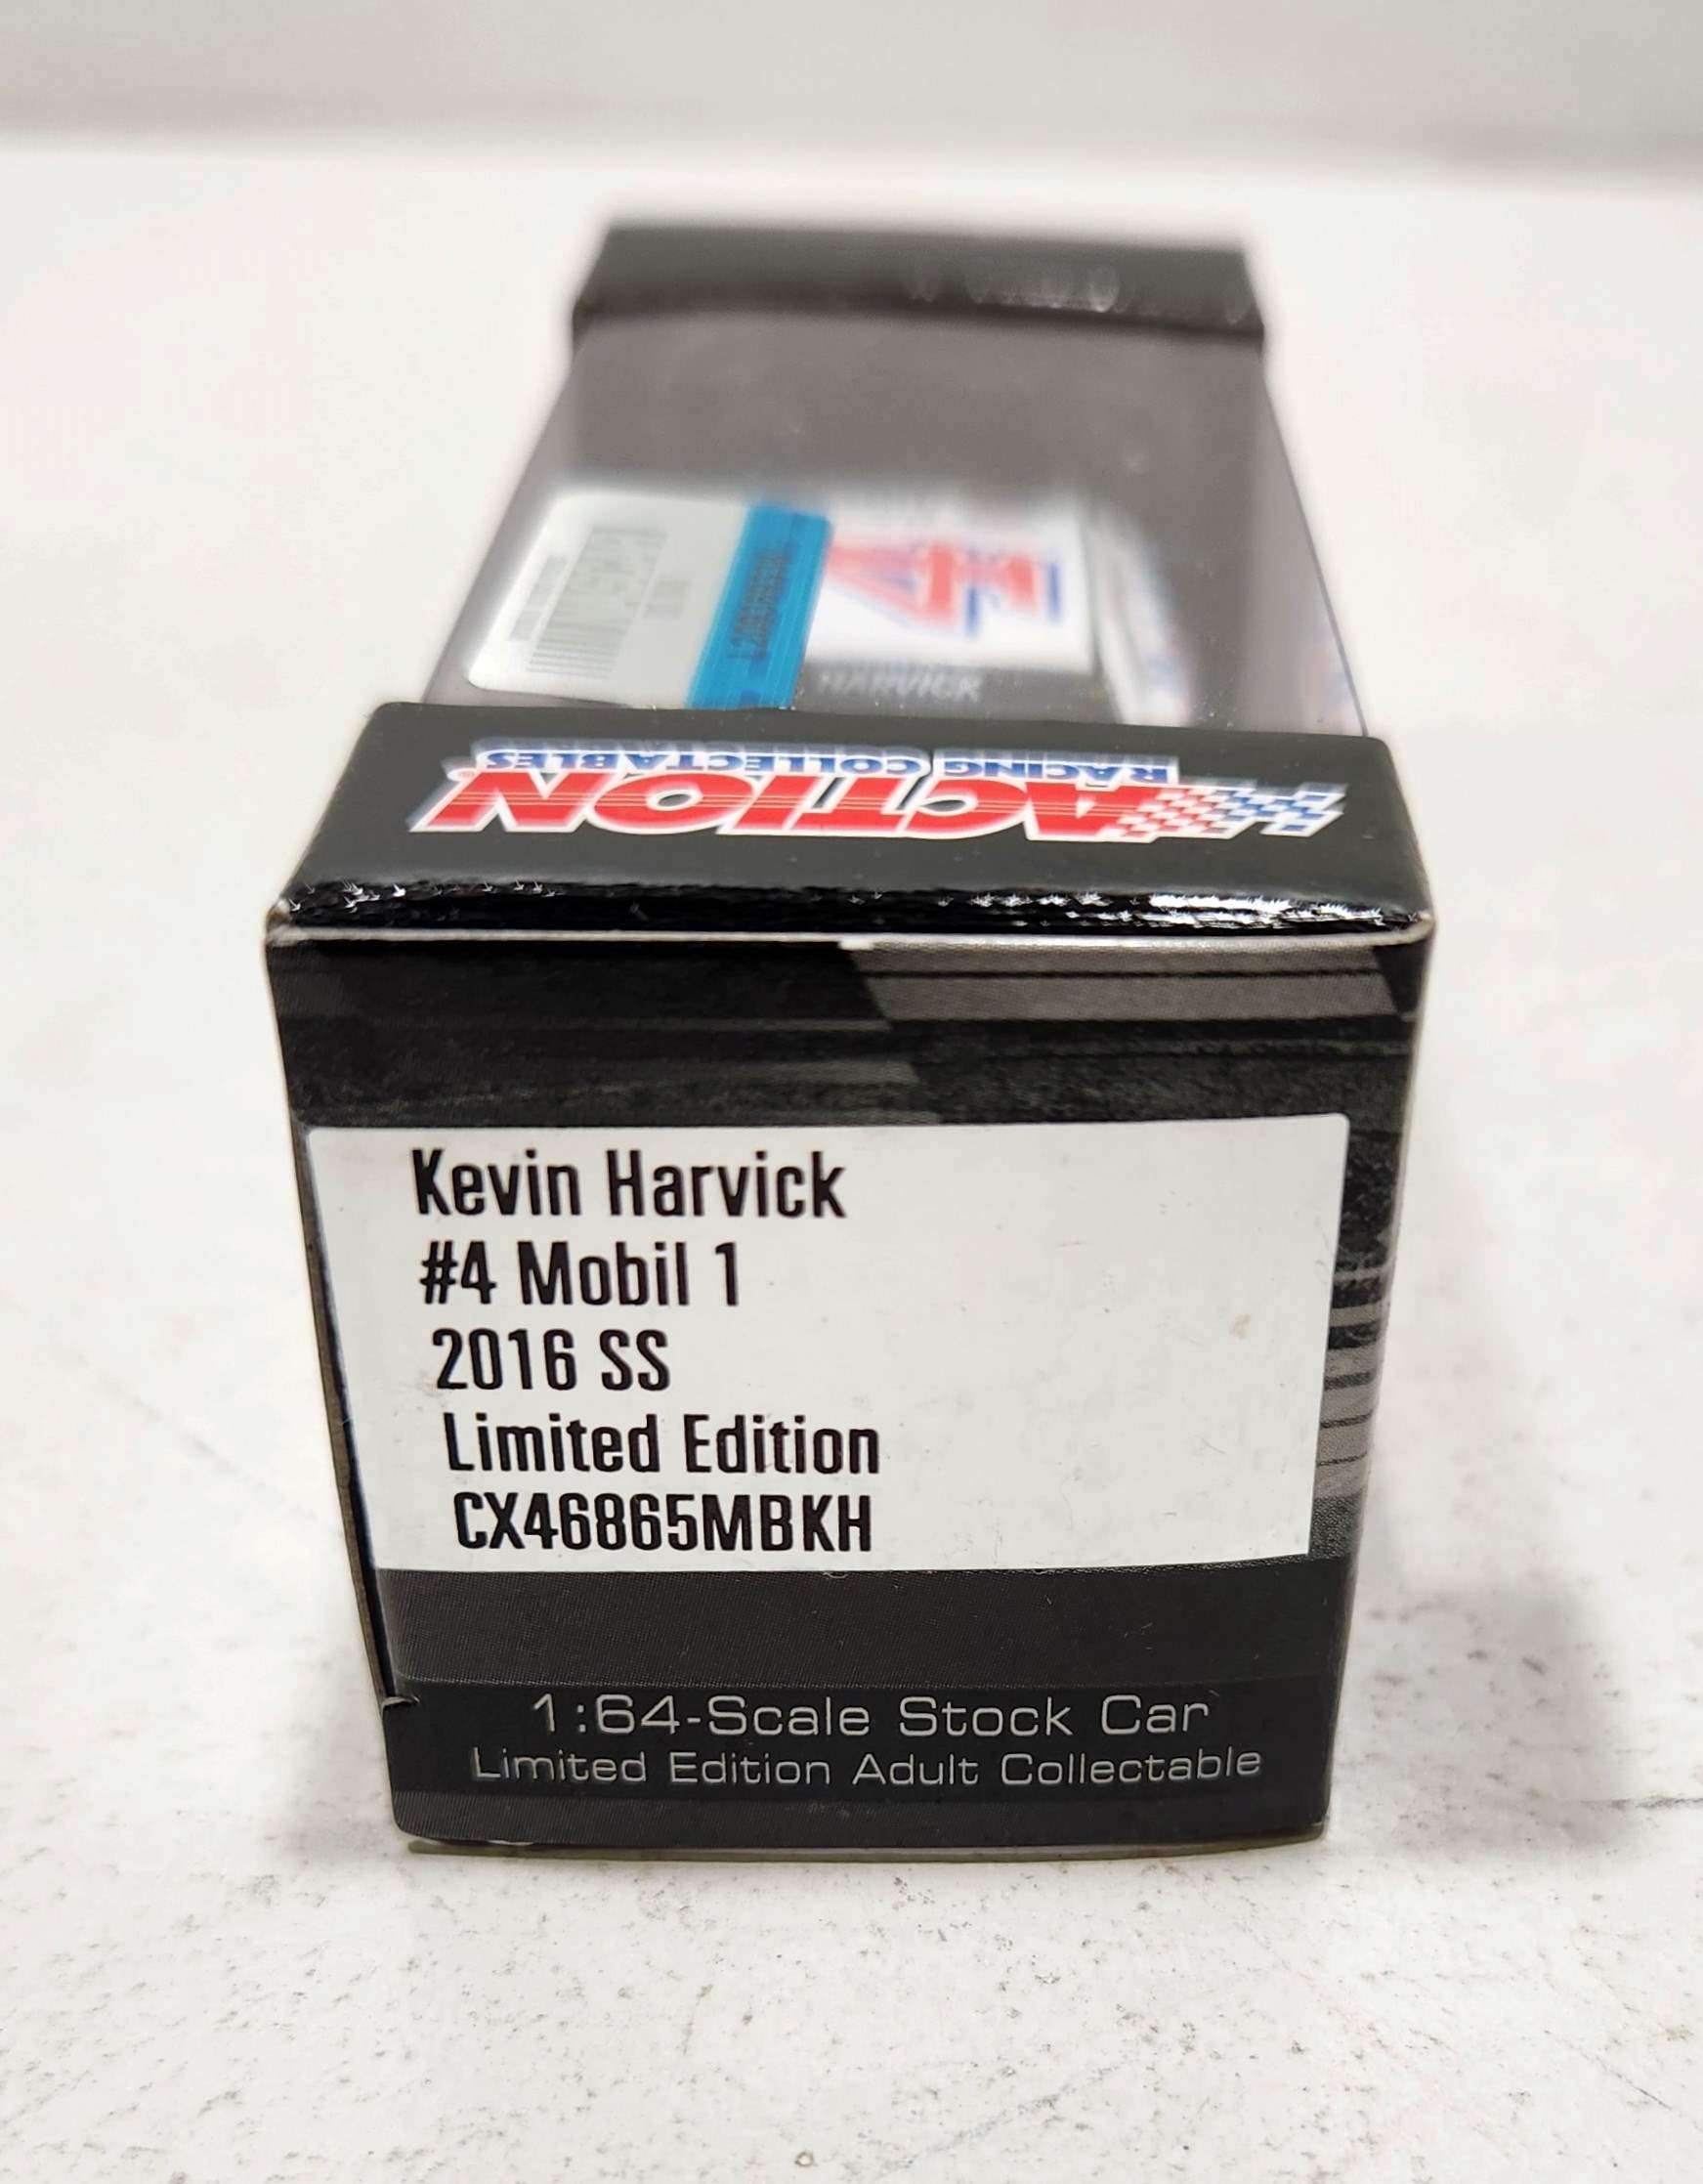 4
HARVICK
ACTION
RACING COLLECTABLES
Kevin Harvick
#4 Mobil 1
2016 SS
Limited Edition
CX46865MBKH
1:64-Scale Stock Car
Limited Edition Adult Collectable